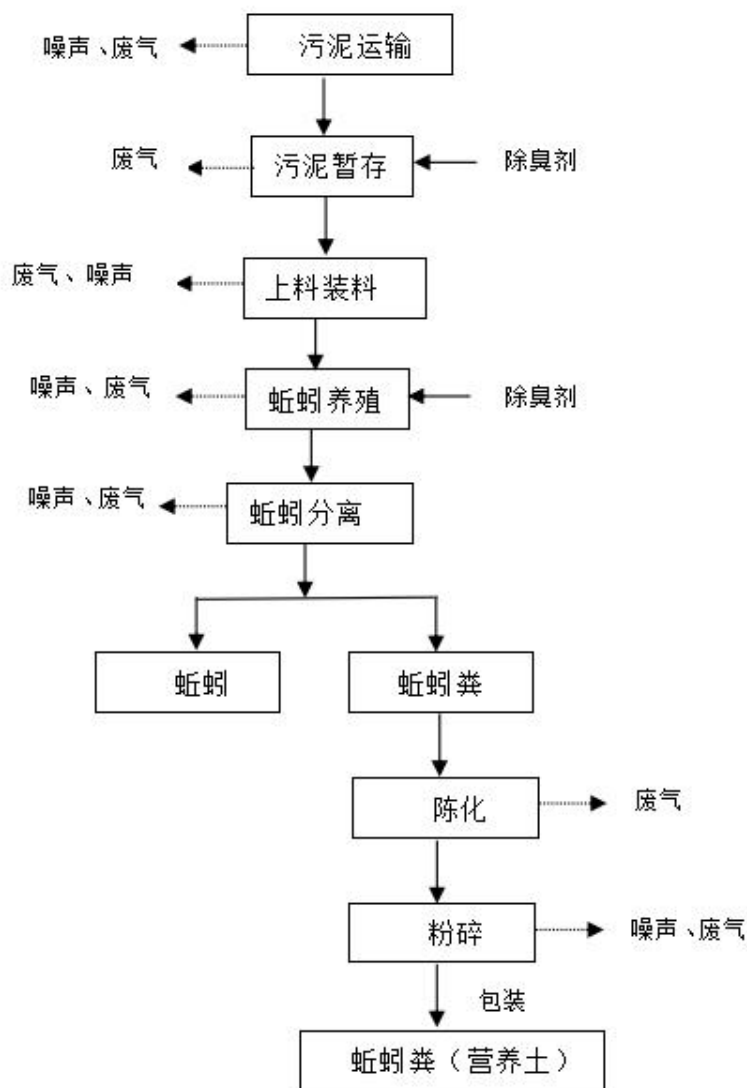 噪声、废气
污泥运输
废气
污泥暂存
除臭剂
废气、噪声
上料装料
噪声、废气
蚯蚓养殖
除臭剂
噪声、废气
蚯蚓分离
蚯蚓
蚯蚓粪
陈化
废气
粉碎
噪声、废气
包装
蚯蚓粪（营养土）